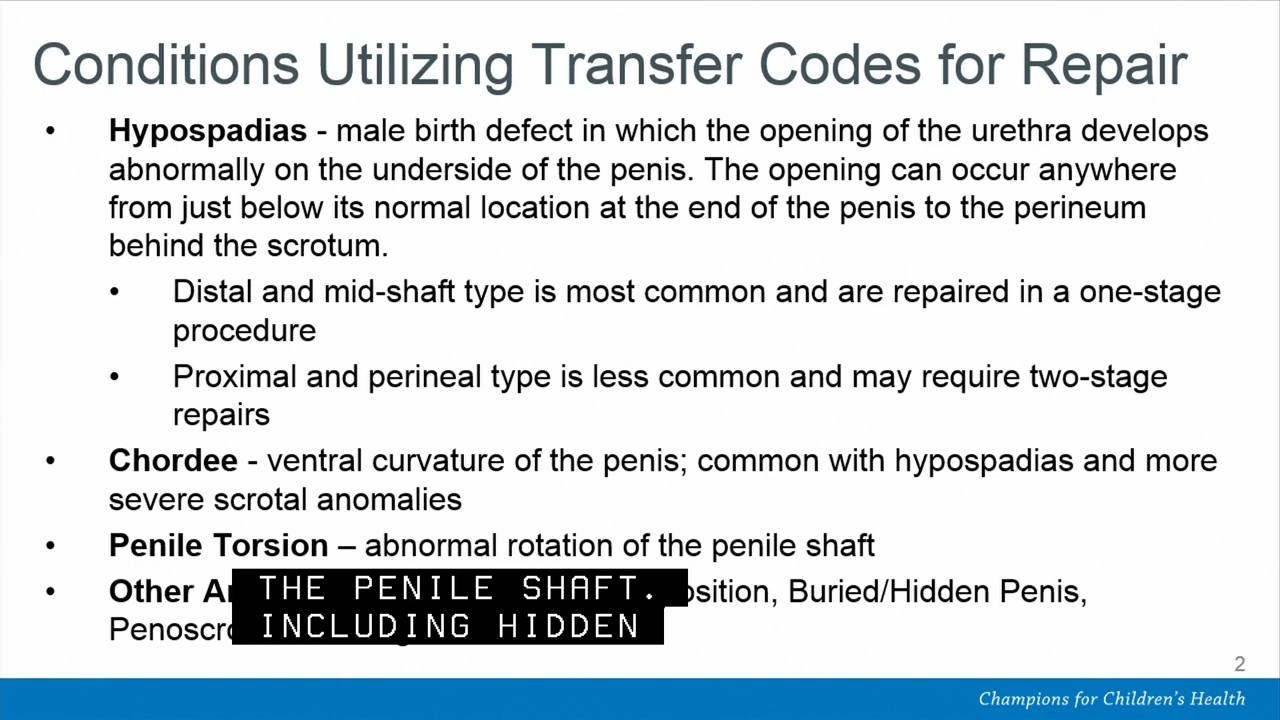 Conditions Utilizing Transfer Codes for Repair
• Hypospadias - male birth defect in which the opening of the urethra develops
abnormally on the underside of the penis. The opening can occur anywhere
from just below its normal location at the end of the penis to the perineum
behind the scrotum.
• Distal and mid-shaft type is most common and are repaired in a one-stage
procedure
• Proximal and perineal type is less common and may require two-stage
repairs
• Chordee - ventral curvature of the penis; common with hypospadias and more
severe scrotal anomalies
• Penile Torsion – abnormal rotation of the penile shaft
• Other Buried/Hidden Penis,
THE PENILE SHAFT.
INCLUDING HIDDEN
2
Champions for Children's Health